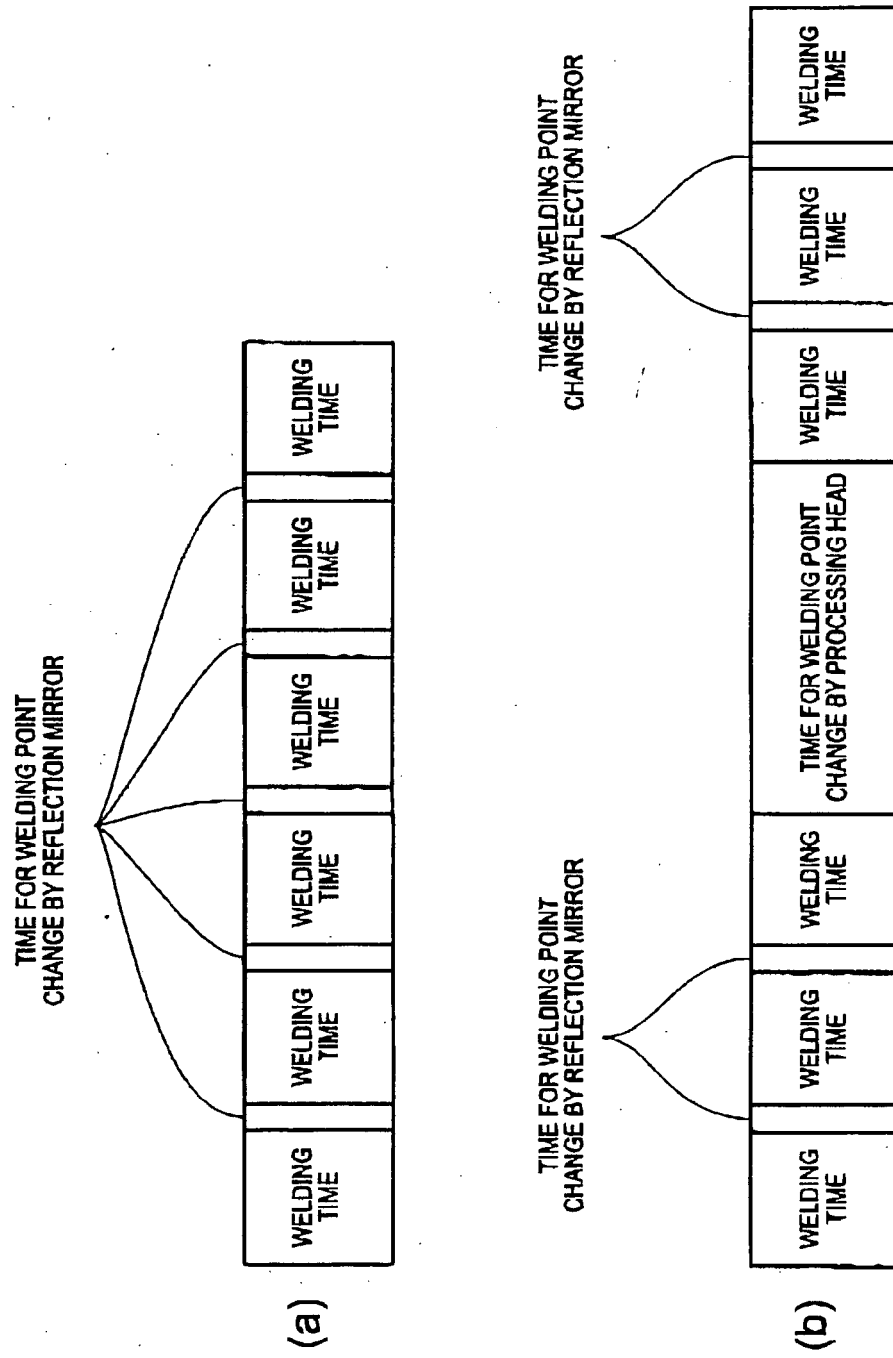 TIME FOR WELDING POINT
CHANGE BY REFLECTION MIRROR
(a)
WELDING
TIME
WELDING
TIME
WELDING
TIME
WELDING
TIME
WELDING
TIME
WELDING
TIME
TIME FOR WELDING POINT
CHANGE BY REFLECTION MIRROR
TIME FOR WELDING POINT
CHANGE BY REFLECTION MIRROR
(b)
WELDING
TIME
WELDING
TIME
WELDING
TIME
TIME FOR WELDING POINT
CHANGE BY PROCESSING HEAD
WELDING
TIME
WELDING
TIME
WELDING
TIME